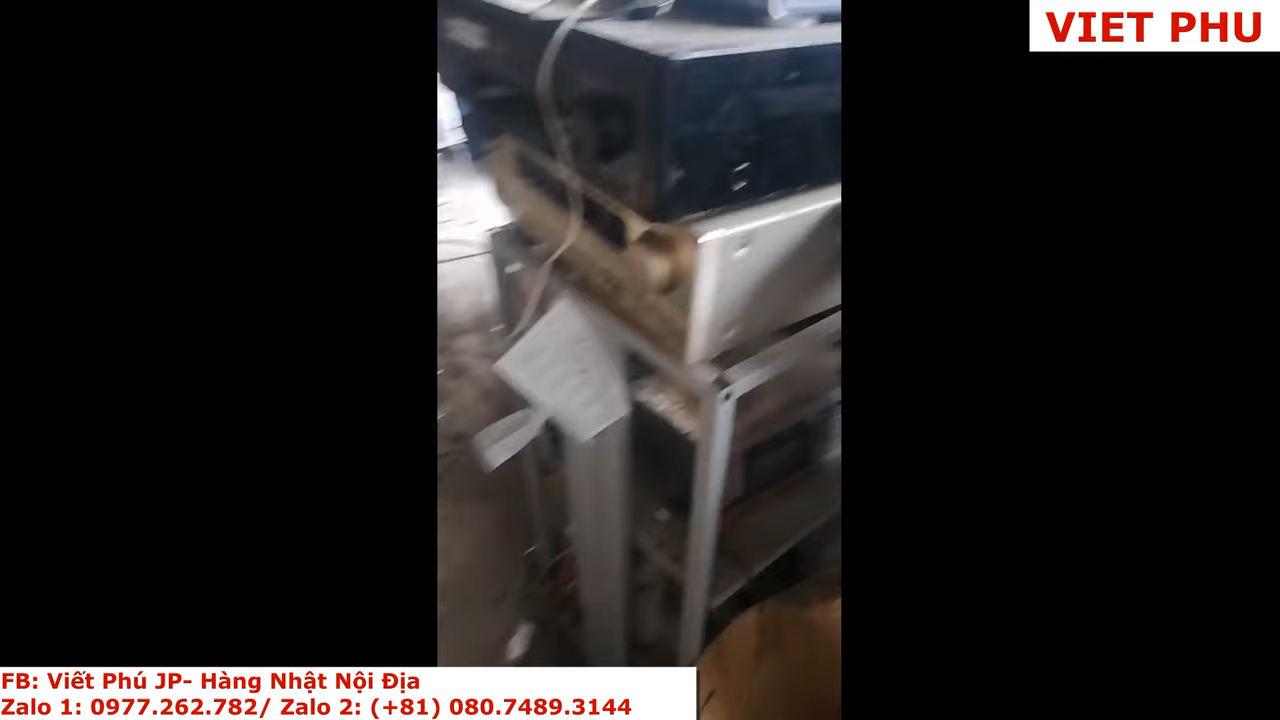 VIET PHU
FB: Viết Phú JP- Hàng Nhật Nội Địa
Zalo 1: 0977.262.782/ Zalo 2: (+81) 080.7489.3144